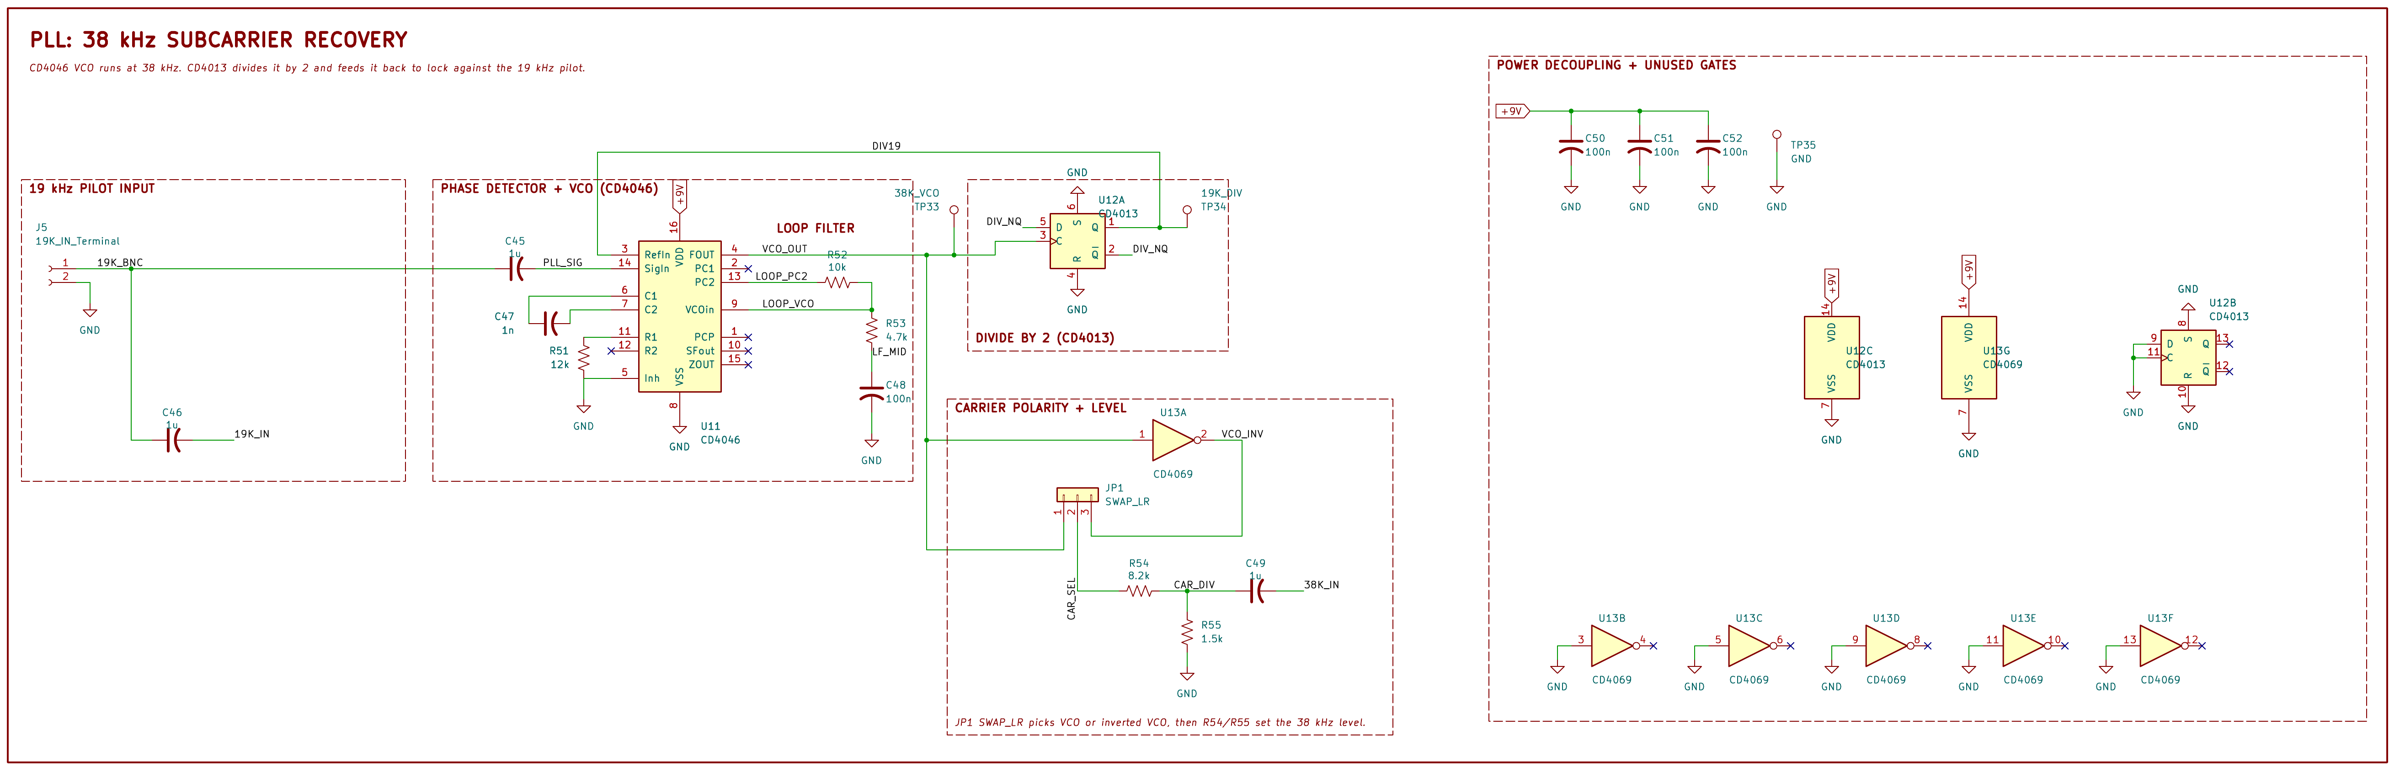 PLL: 38 kHz SUBCARRIER RECOVERY
CD4046 VCO runs at 38 kHz. CD4013 divides it by 2 and feeds it back to lock against the 19 kHz pilot.
19 kHz PILOT INPUT
J5
19K_IN_Terminal
1
2
19K_BNC
GND
C46
1u
19K_IN
PHASE DETECTOR + VCO (CD4046)
+9V
LOOP FILTER
C45
1u
PLL_SIG
C47
1n
R51
12k
GND
16
VDD
3 RefIn
14 SigIn
6 C1
7 C2
11 R1
12 R2
5 Inh
FOUT 4
PC1 2
PC2 13
VCOin 9
PCP 1
SFout 10
ZOUT 15
VSS
8
U11
CD4046
GND
VCO_OUT
LOOP_PC2
LOOP_VCO
R52
10k
R53
4.7k
LF_MID
C48
100n
GND
DIV19
38K_VCO
TP33
GND
U12A
CD4013
6
S
DIV_NQ
5 D
3 C
Q 1
Q 2
R
4
GND
DIV_NQ
19K_DIV
TP34
DIVIDE BY 2 (CD4013)
CARRIER POLARITY + LEVEL
U13A
1
2
CD4069
VCO_INV
JP1
SWAP_LR
1
2
3
CAR_SEL
R54
8.2k
CAR_DIV
C49
1u
38K_IN
R55
1.5k
GND
JP1 SWAP_LR picks VCO or inverted VCO, then R54/R55 set the 38 kHz level.
POWER DECOUPLING + UNUSED GATES
+9V
C50
100n
GND
C51
100n
GND
C52
100n
GND
TP35
GND
GND
+9V
14
VDD
U12C
CD4013
VSS
7
GND
+9V
14
VDD
U13G
CD4069
VSS
7
GND
GND
U12B
CD4013
8
S
9 D
11 C
Q 13
Q 12
R
10
GND
GND
U13B
3
4
CD4069
GND
U13C
5
6
CD4069
GND
U13D
9
8
CD4069
GND
U13E
11
10
CD4069
GND
U13F
13
12
CD4069
GND